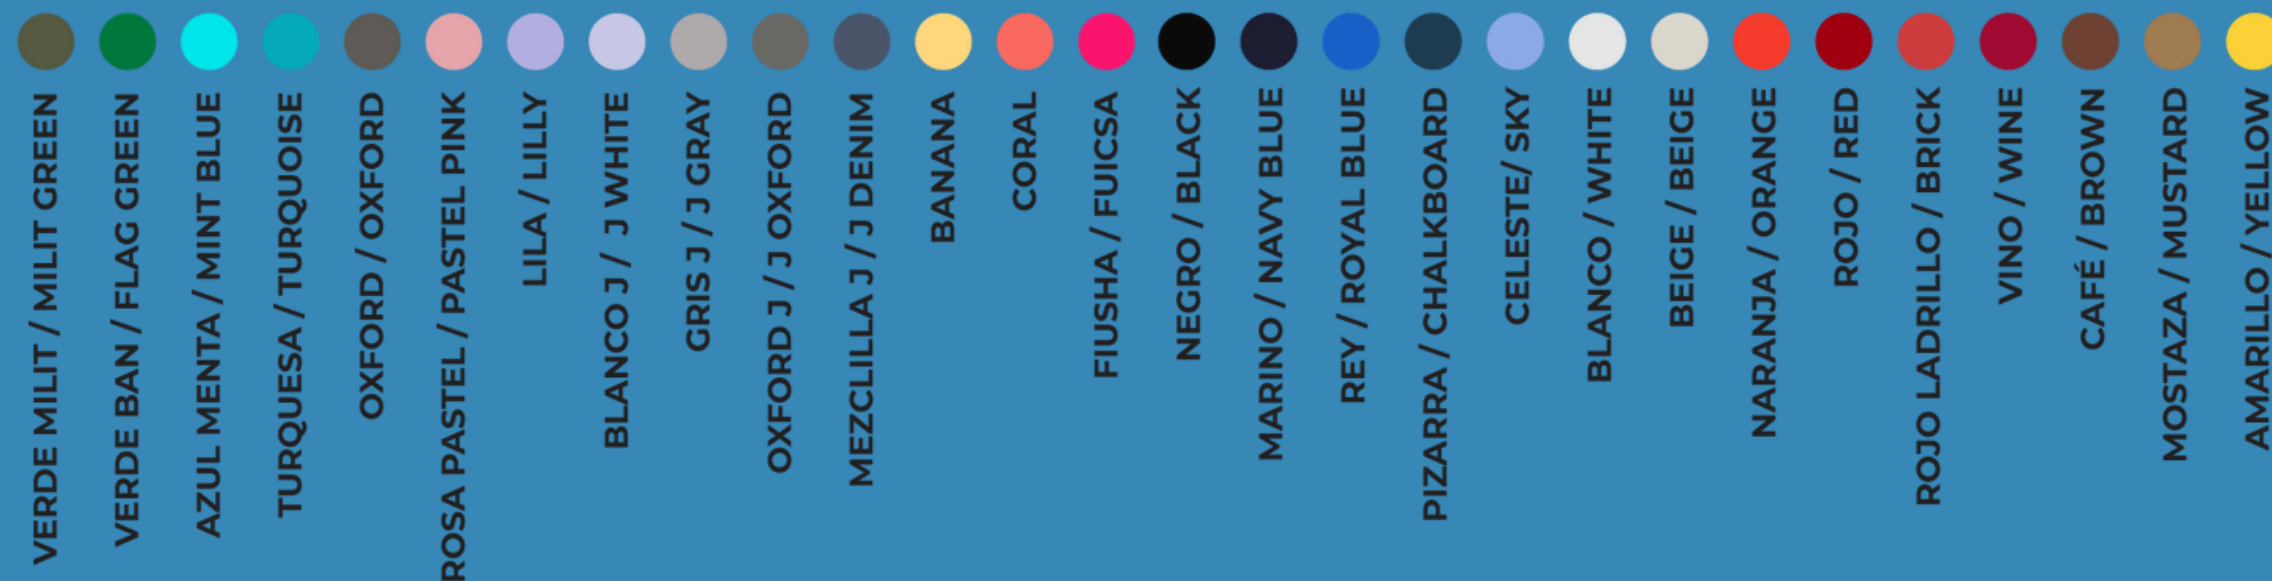 VERDE MILIT / MILIT GREEN
VERDE BAN / FLAG GREEN
AZUL MENTA / MINT BLUE
TURQUESA / TURQUOISE
OXFORD / OXFORD
ROSA PASTEL / PASTEL PINK
LILA / LILLY
BLANCO J / J WHITE
GRIS J / J GRAY
OXFORD J / J OXFORD
MEZCLILLA J / J DENIM
BANANA
CORAL
FIUSHA / FUICSA
NEGRO / BLACK
MARINO / NAVY BLUE
REY / ROYAL BLUE
PIZARRA / CHALKBOARD
CELESTE/ SKY
BLANCO / WHITE
BEIGE / BEIGE
NARANJA / ORANGE
ROJO / RED
ROJO LADRILLO / BRICK
VINO / WINE
CAFÉ / BROWN
MOSTAZA / MUSTARD
AMARILLO / YELLOW